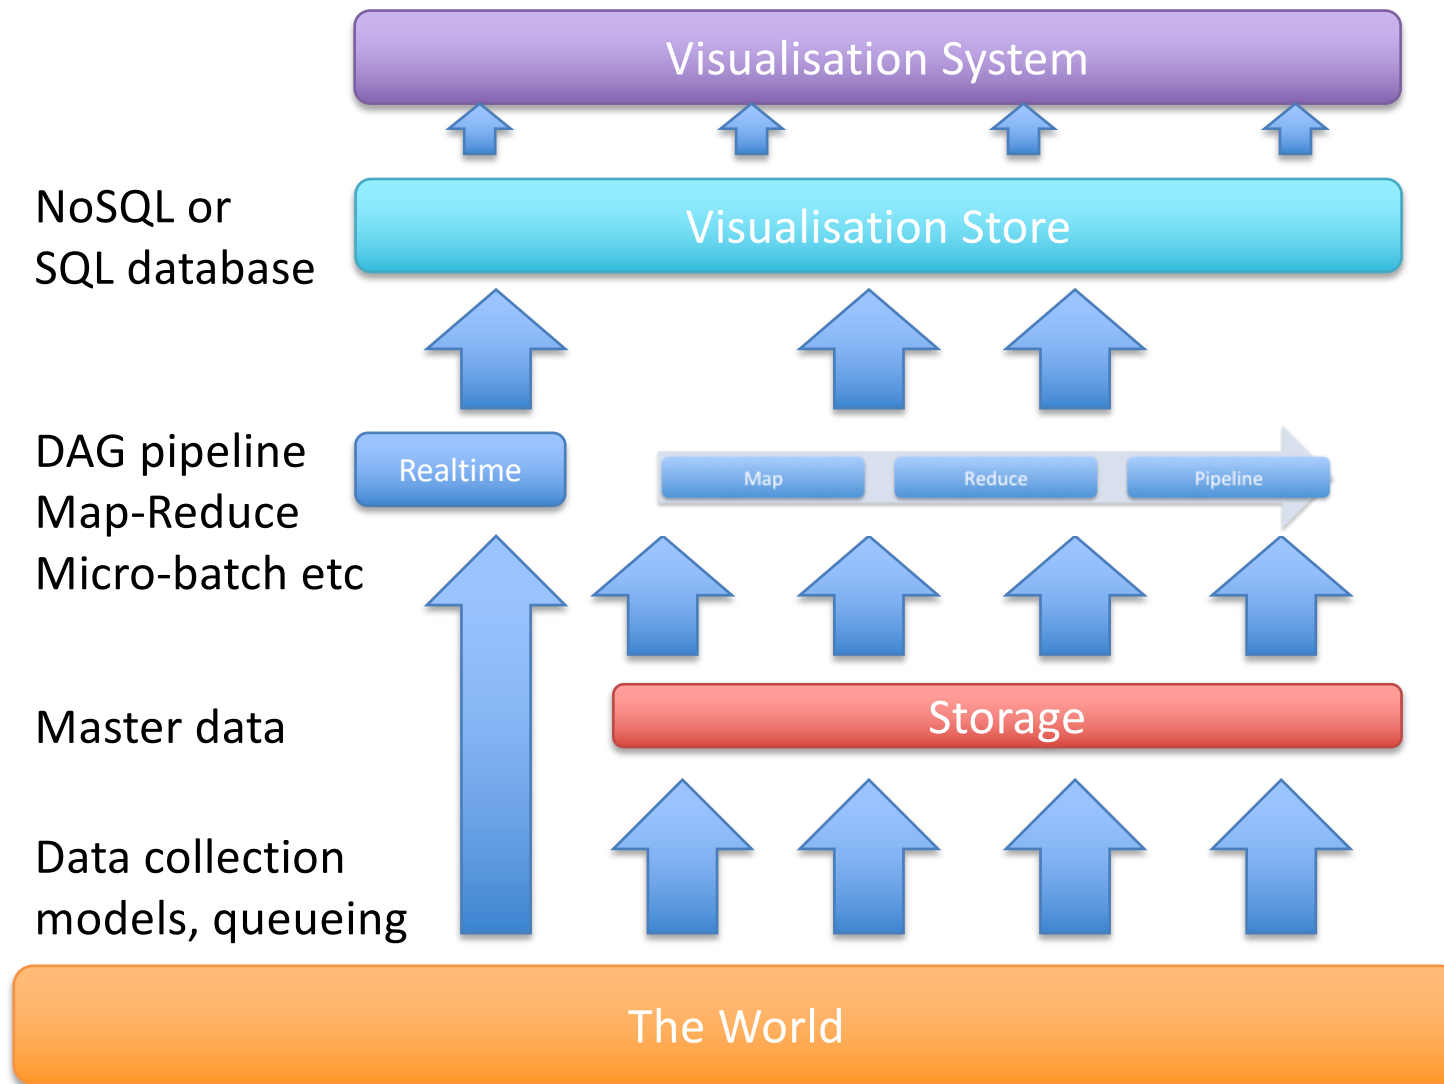 Visualisation System
NoSQL or
SQL database
Visualisation Store
DAG pipeline
Map-Reduce
Micro-batch etc
Realtime
Map
Reduce
Pipeline
Master data
Storage
Data collection
models, queueing
The World